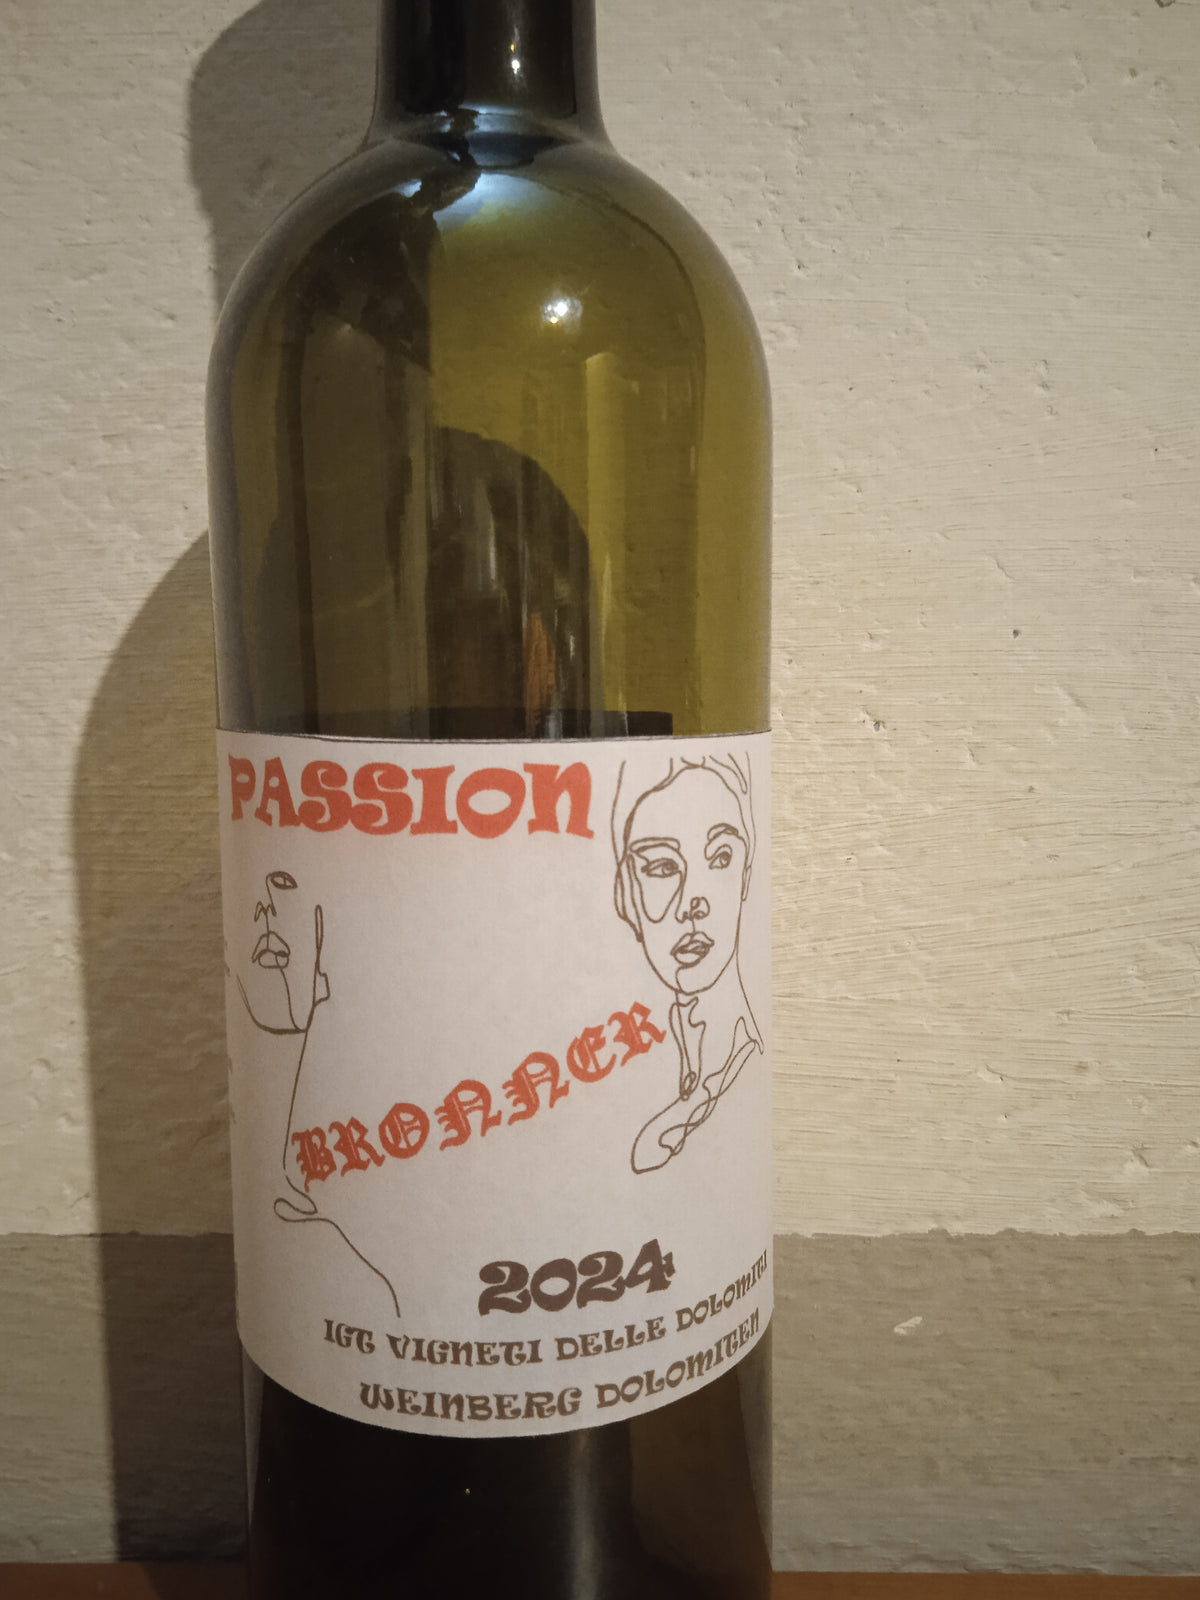 PASSION
BRONNER
2024
IGT VIGNETI DELLE DOLOMITI
WEINBERG DOLOMITEN